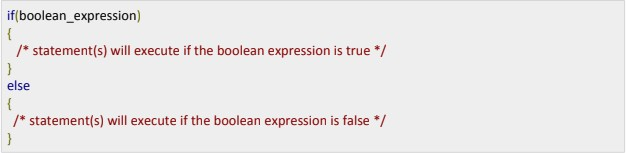 if(boolean_expression)
{
/* statement(s) will execute if the boolean expression is true */
}
else
{
/* statement(s) will execute if the boolean expression is false */
}